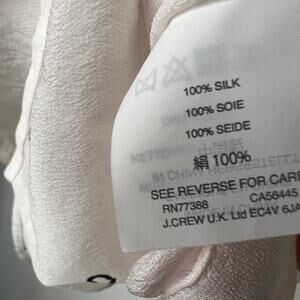 100% SILK
100% SOIE
100% SEIDE
絹 100%
SEE REVERSE FOR CARE
RN77388 CA56445
J.CREW U.K. Ltd EC4V 6JA